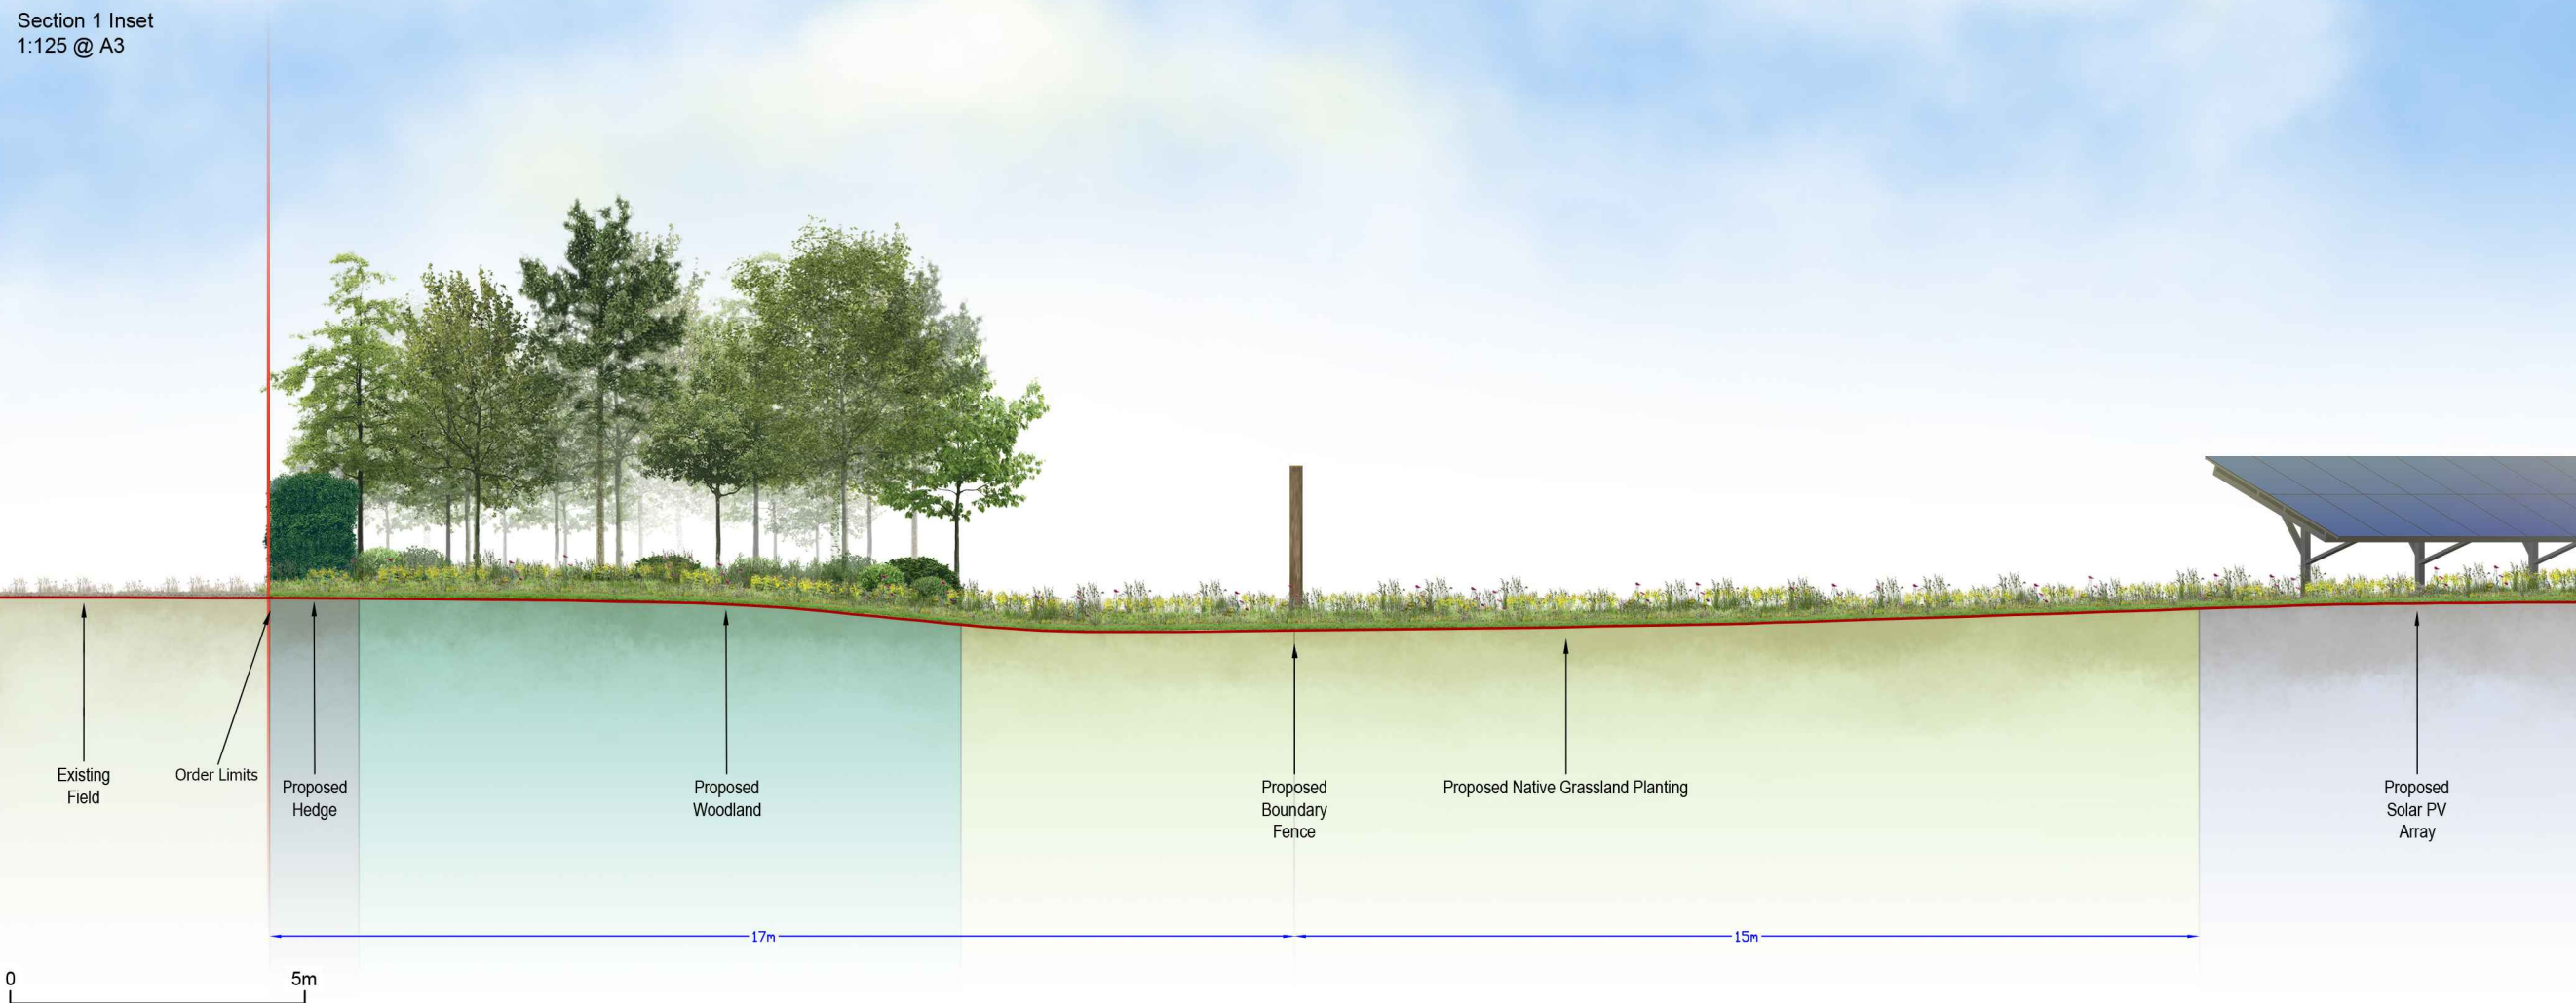 Section 1 Inset
1:125 @ A3
Existing
Field
Order Limits
Proposed
Hedge
Proposed
Woodland
Proposed
Boundary
Fence
Proposed Native Grassland Planting
Proposed
Solar PV
Array
17m
15m
0
5m